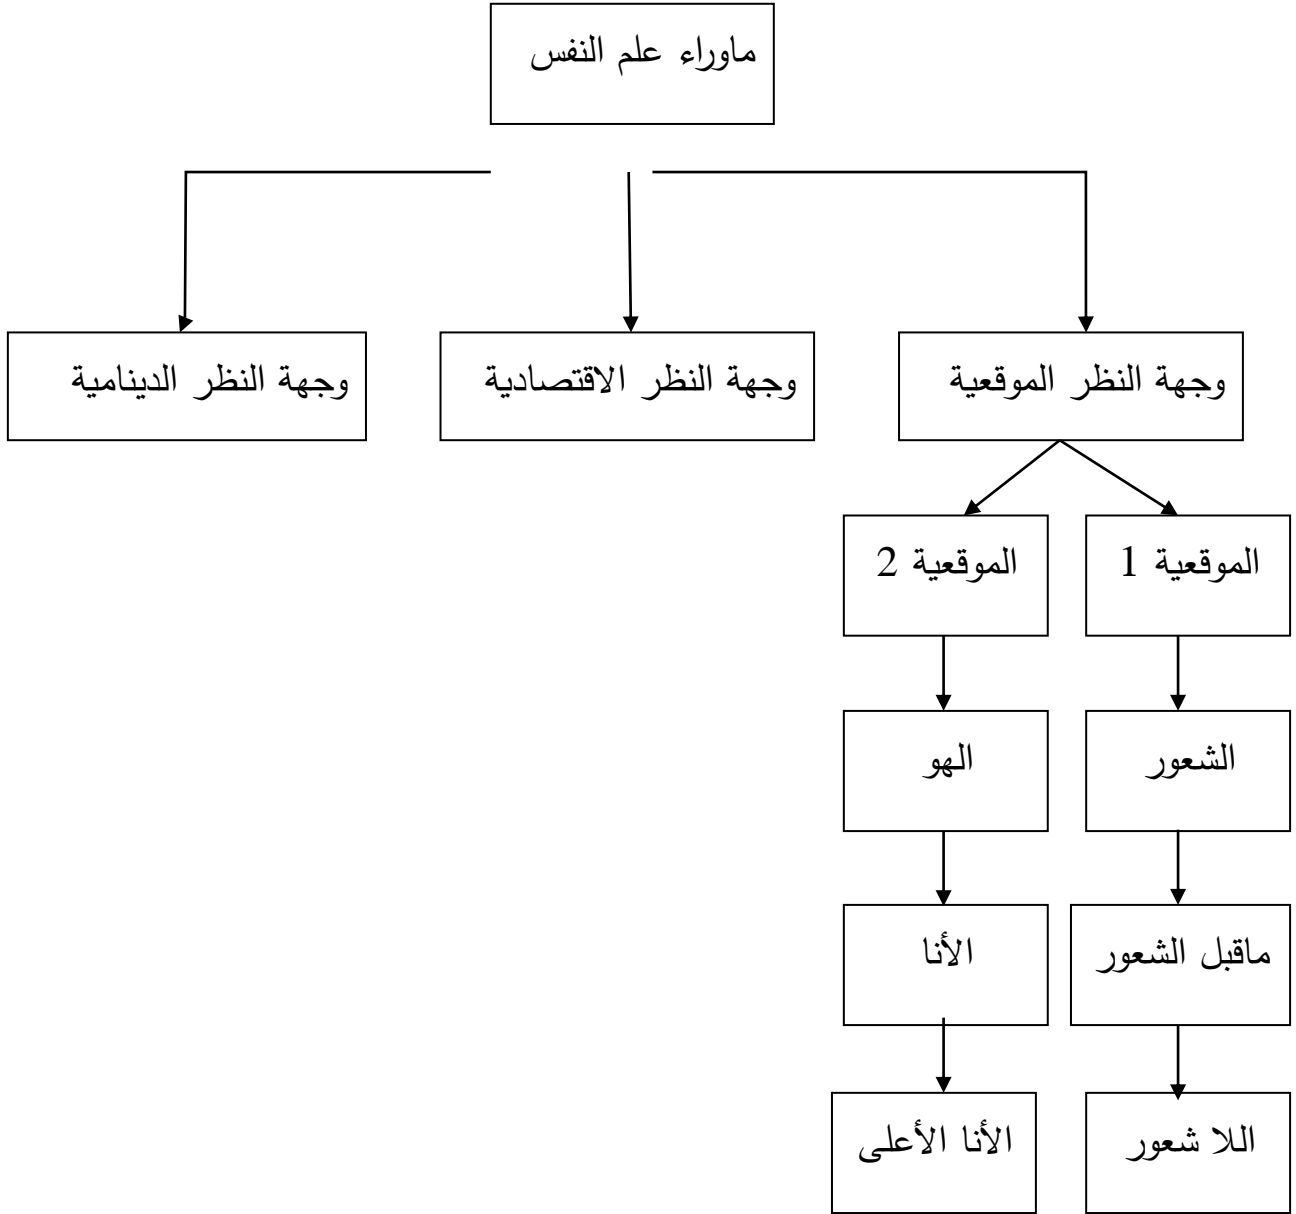 ماوراء علم النفس
وجهة النظر الموقعية
وجهة النظر الاقتصادية
وجهة النظر الدينامية
الموقعية 1
الموقعية 2
الشعور
الهو
ماقبل الشعور
الأنا
اللا شعور
الأنا الأعلى